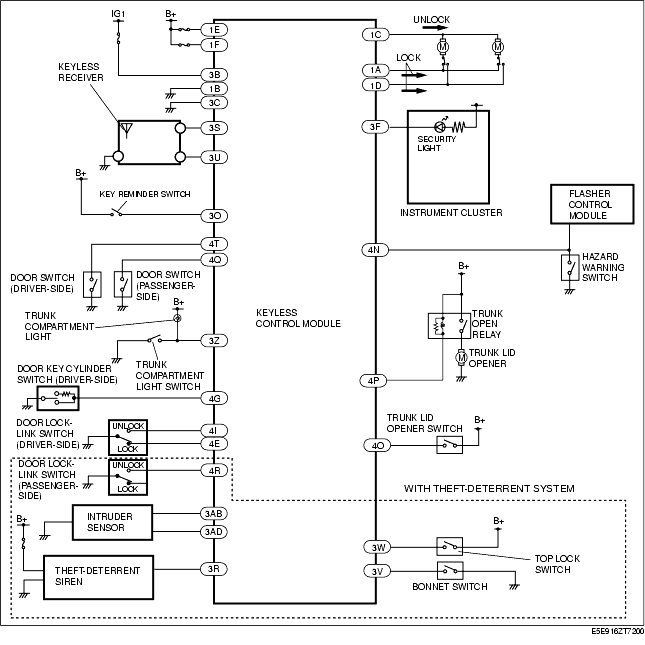 IG1
B+
UNLOCK
1E
1F
1C
LOCK
M
M
KEYLESS
RECEIVER
3B
1B
3C
1A
1D
3S
3U
3F
SECURITY
LIGHT
INSTRUMENT CLUSTER
B+
KEY REMINDER SWITCH
3O
FLASHER
CONTROL
MODULE
4T
4Q
4N
HAZARD
WARNING
SWITCH
DOOR SWITCH
(DRIVER-SIDE)
DOOR SWITCH
(PASSENGER-
SIDE)
B+
B+
TRUNK
COMPARTMENT
LIGHT
KEYLESS
CONTROL MODULE
TRUNK
OPEN
RELAY
3Z
M
TRUNK LID
OPENER
TRUNK
COMPARTMENT
LIGHT SWITCH
DOOR KEY CYLINDER
SWITCH (DRIVER-SIDE)
4P
4G
DOOR LOCK-
LINK SWITCH
(DRIVER-SIDE)
UNLOCK
LOCK
4I
4E
TRUNK LID
OPENER SWITCH
B+
4O
DOOR LOCK-
LINK SWITCH
(PASSENGER-
SIDE)
UNLOCK
LOCK
4R
WITH THEFT-DETERRENT SYSTEM
INTRUDER
SENSOR
3AB
3AD
B+
B+
3W
TOP LOCK
SWITCH
THEFT-DETERRENT
SIREN
3R
3V
BONNET SWITCH
E5E916ZT7200